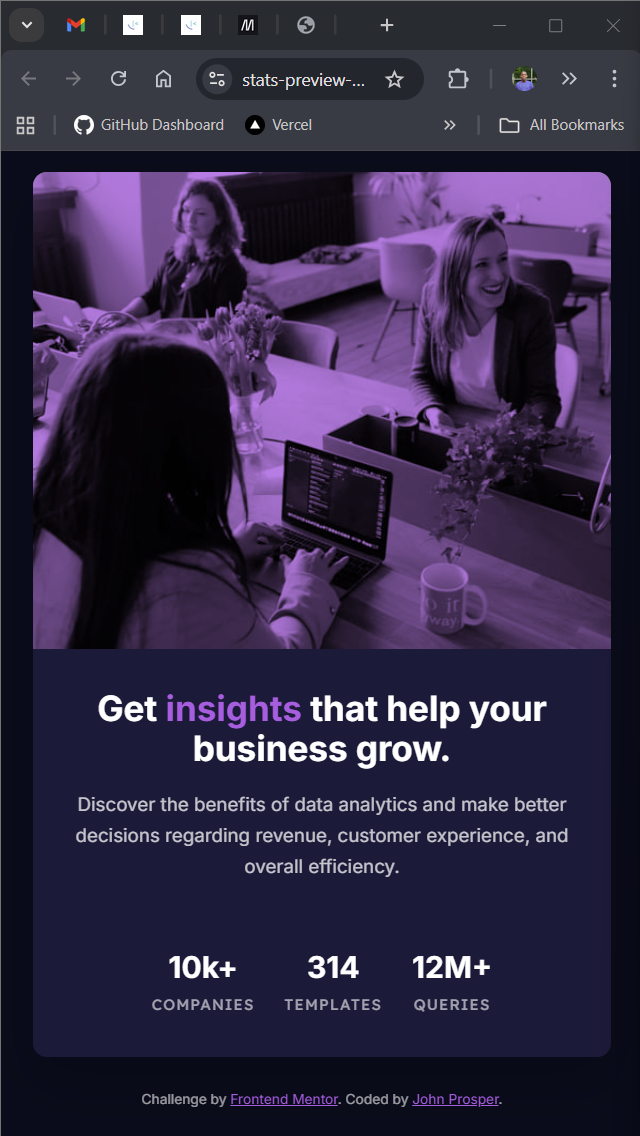 stats-preview-...
GitHub Dashboard
Vercel
All Bookmarks
Get insights that help your
business grow.
Discover the benefits of data analytics and make better
decisions regarding revenue, customer experience, and
overall efficiency.
10k+ 314 12M+
COMPANIES TEMPLATES QUERIES
Challenge by Frontend Mentor. Coded by John Prosper.